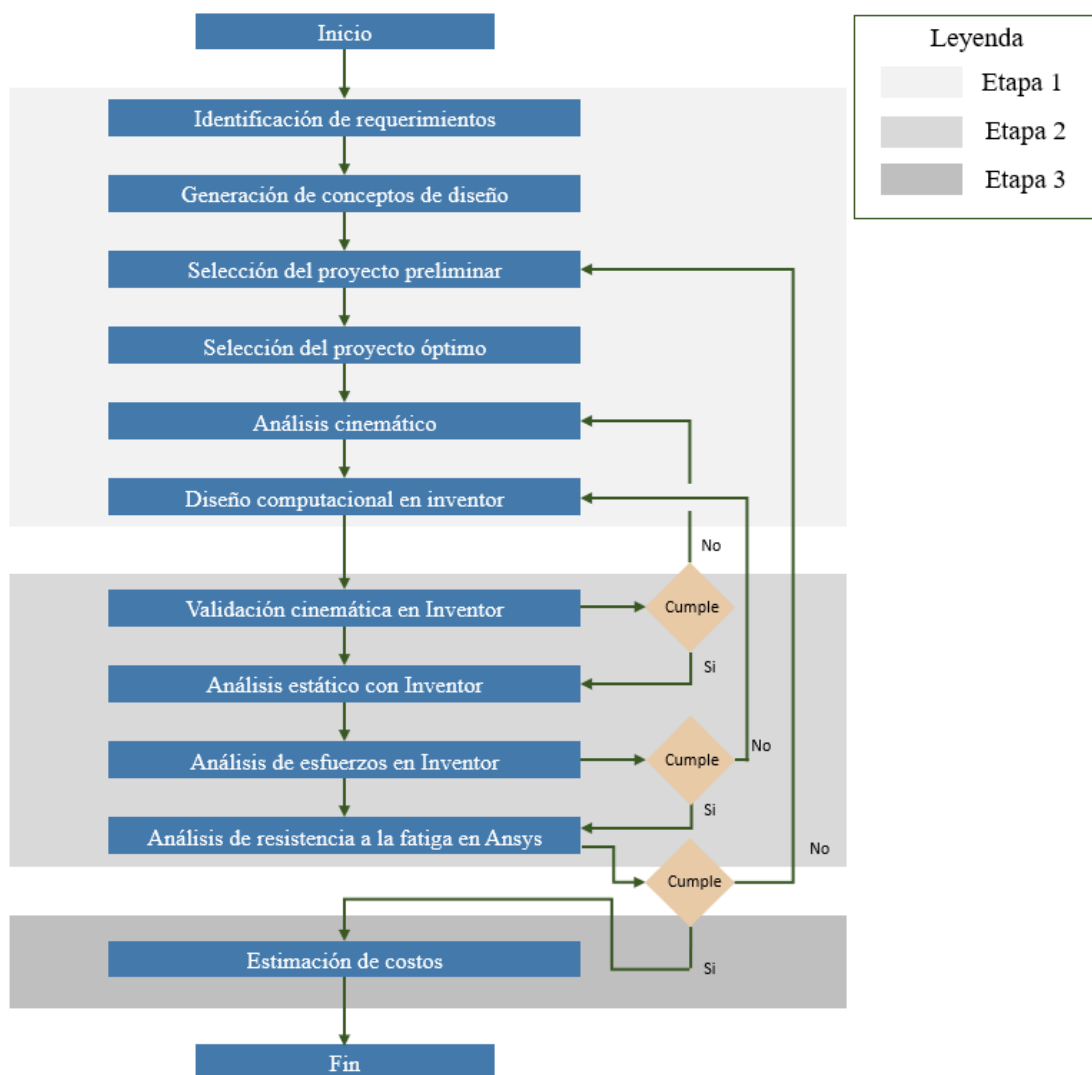 Inicio
Leyenda
Etapa 1
Etapa 2
Etapa 3
Identificación de requerimientos
Generación de conceptos de diseño
Selección del proyecto preliminar
Selección del proyecto óptimo
Análisis cinemático
Diseño computacional en inventor
No
Validación cinemática en Inventor
Cumple
Si
Análisis estático con Inventor
Análisis de esfuerzos en Inventor
Cumple
No
Si
Análisis de resistencia a la fatiga en Ansys
No
Cumple
Estimación de costos
Si
Fin